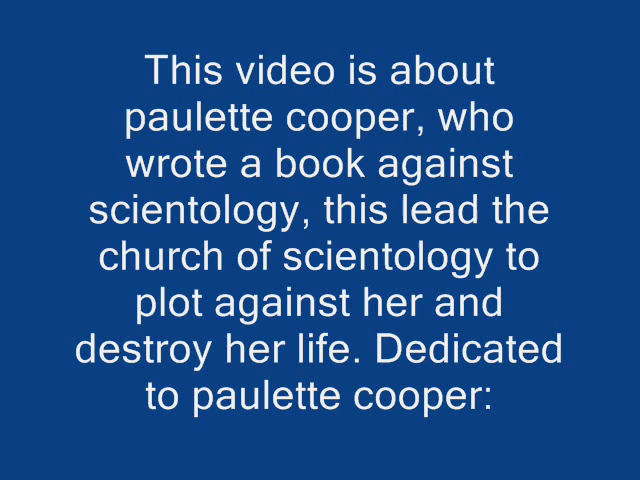 This video is about
paulette cooper, who
wrote a book against
scientology, this lead the
church of scientology to
plot against her and
destroy her life. Dedicated
to paulette cooper: